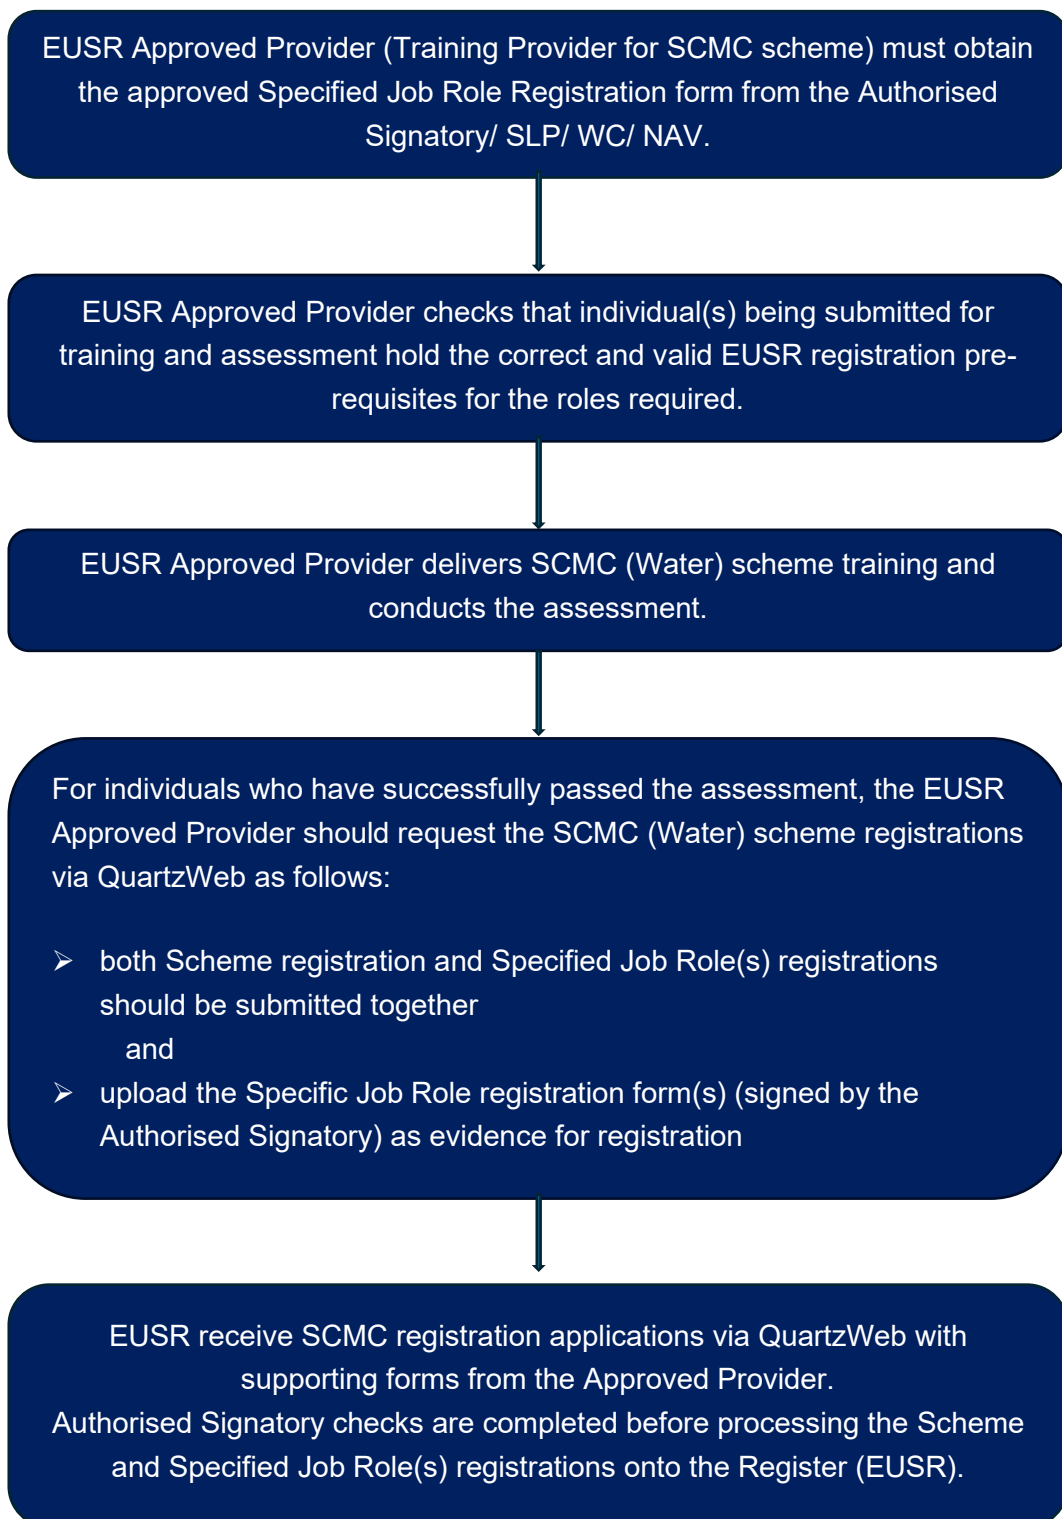 EUSR Approved Provider (Training Provider for SCMC scheme) must obtain
the approved Specified Job Role Registration form from the Authorised
Signatory/ SLP/ WC/ NAV.
EUSR Approved Provider checks that individual(s) being submitted for
training and assessment hold the correct and valid EUSR registration pre-
requisites for the roles required.
EUSR Approved Provider delivers SCMC (Water) scheme training and
conducts the assessment.
For individuals who have successfully passed the assessment, the EUSR
Approved Provider should request the SCMC (Water) scheme registrations
via QuartzWeb as follows:
➢ both Scheme registration and Specified Job Role(s) registrations
should be submitted together
and
➢ upload the Specific Job Role registration form(s) (signed by the
Authorised Signatory) as evidence for registration
EUSR receive SCMC registration applications via QuartzWeb with
supporting forms from the Approved Provider.
Authorised Signatory checks are completed before processing the Scheme
and Specified Job Role(s) registrations onto the Register (EUSR).